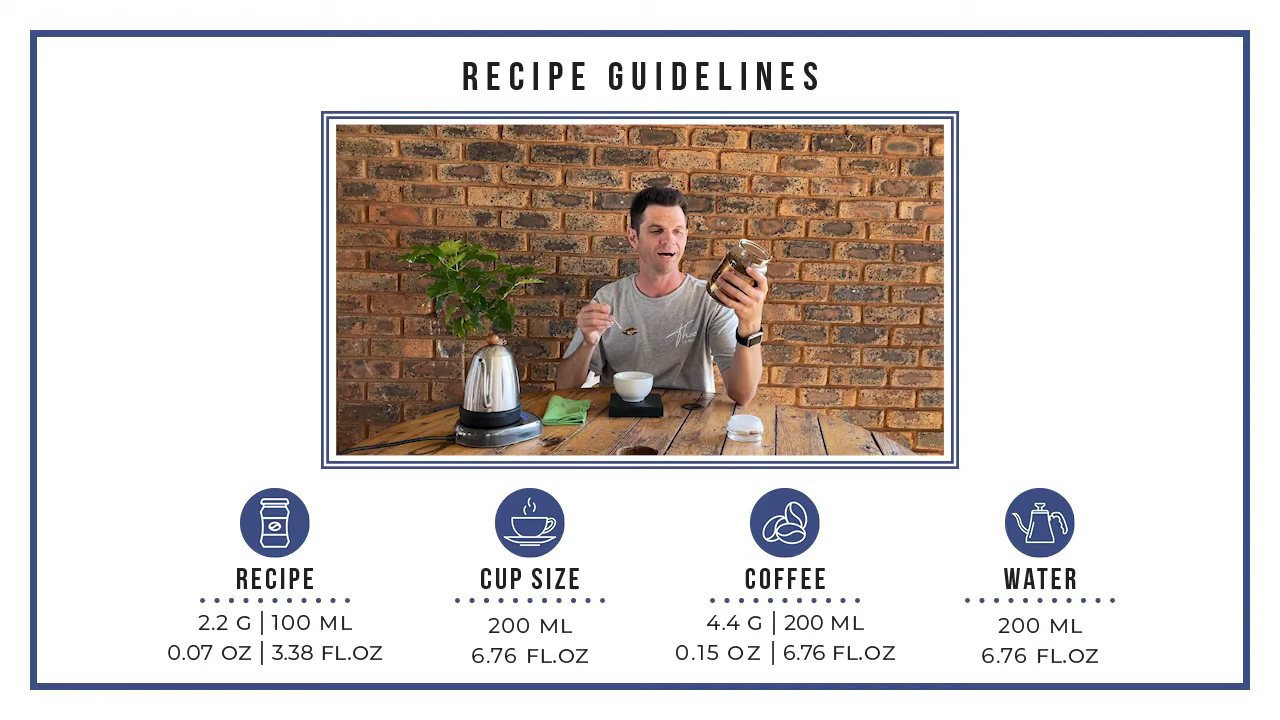 RECIPE GUIDELINES
Theo
RECIPE
2.2 G | 100 ML
0.07 OZ | 3.38 FL.OZ
CUP SIZE
200 ML
6.76 FL.OZ
COFFEE
4.4 G | 200 ML
0.15 OZ | 6.76 FL.OZ
WATER
200 ML
6.76 FL.OZ